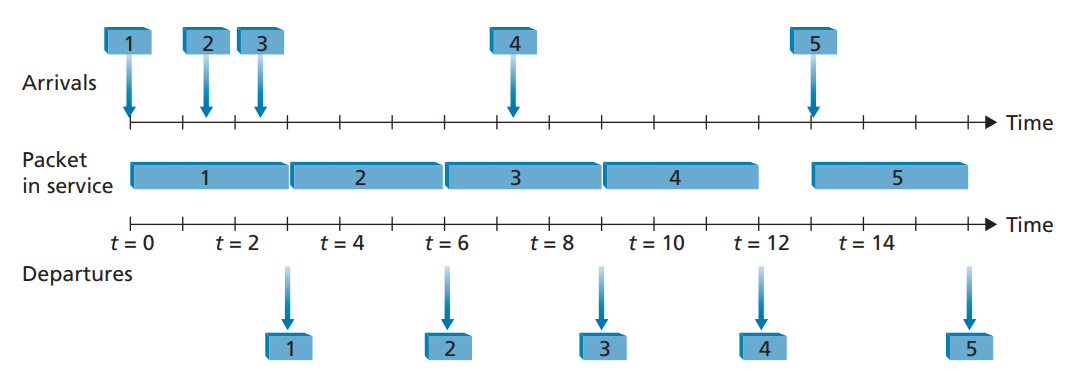 1 2 3 4 5
Arrivals
Time
Packet
in service
1 2 3 4 5
Time
t = 0 t = 2 t = 4 t = 6 t = 8 t = 10 t = 12 t = 14
Departures
1 2 3 4 5